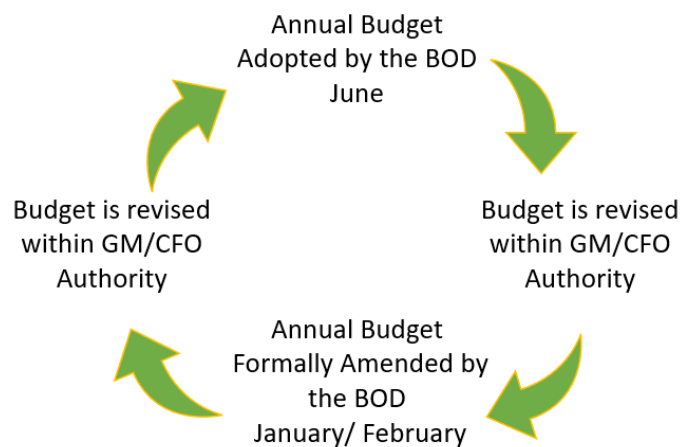 Annual Budget
Adopted by the BOD
June
Budget is revised
within GM/CFO
Authority
Annual Budget
Formally Amended by
the BOD
January/ February
Budget is revised
within GM/CFO
Authority